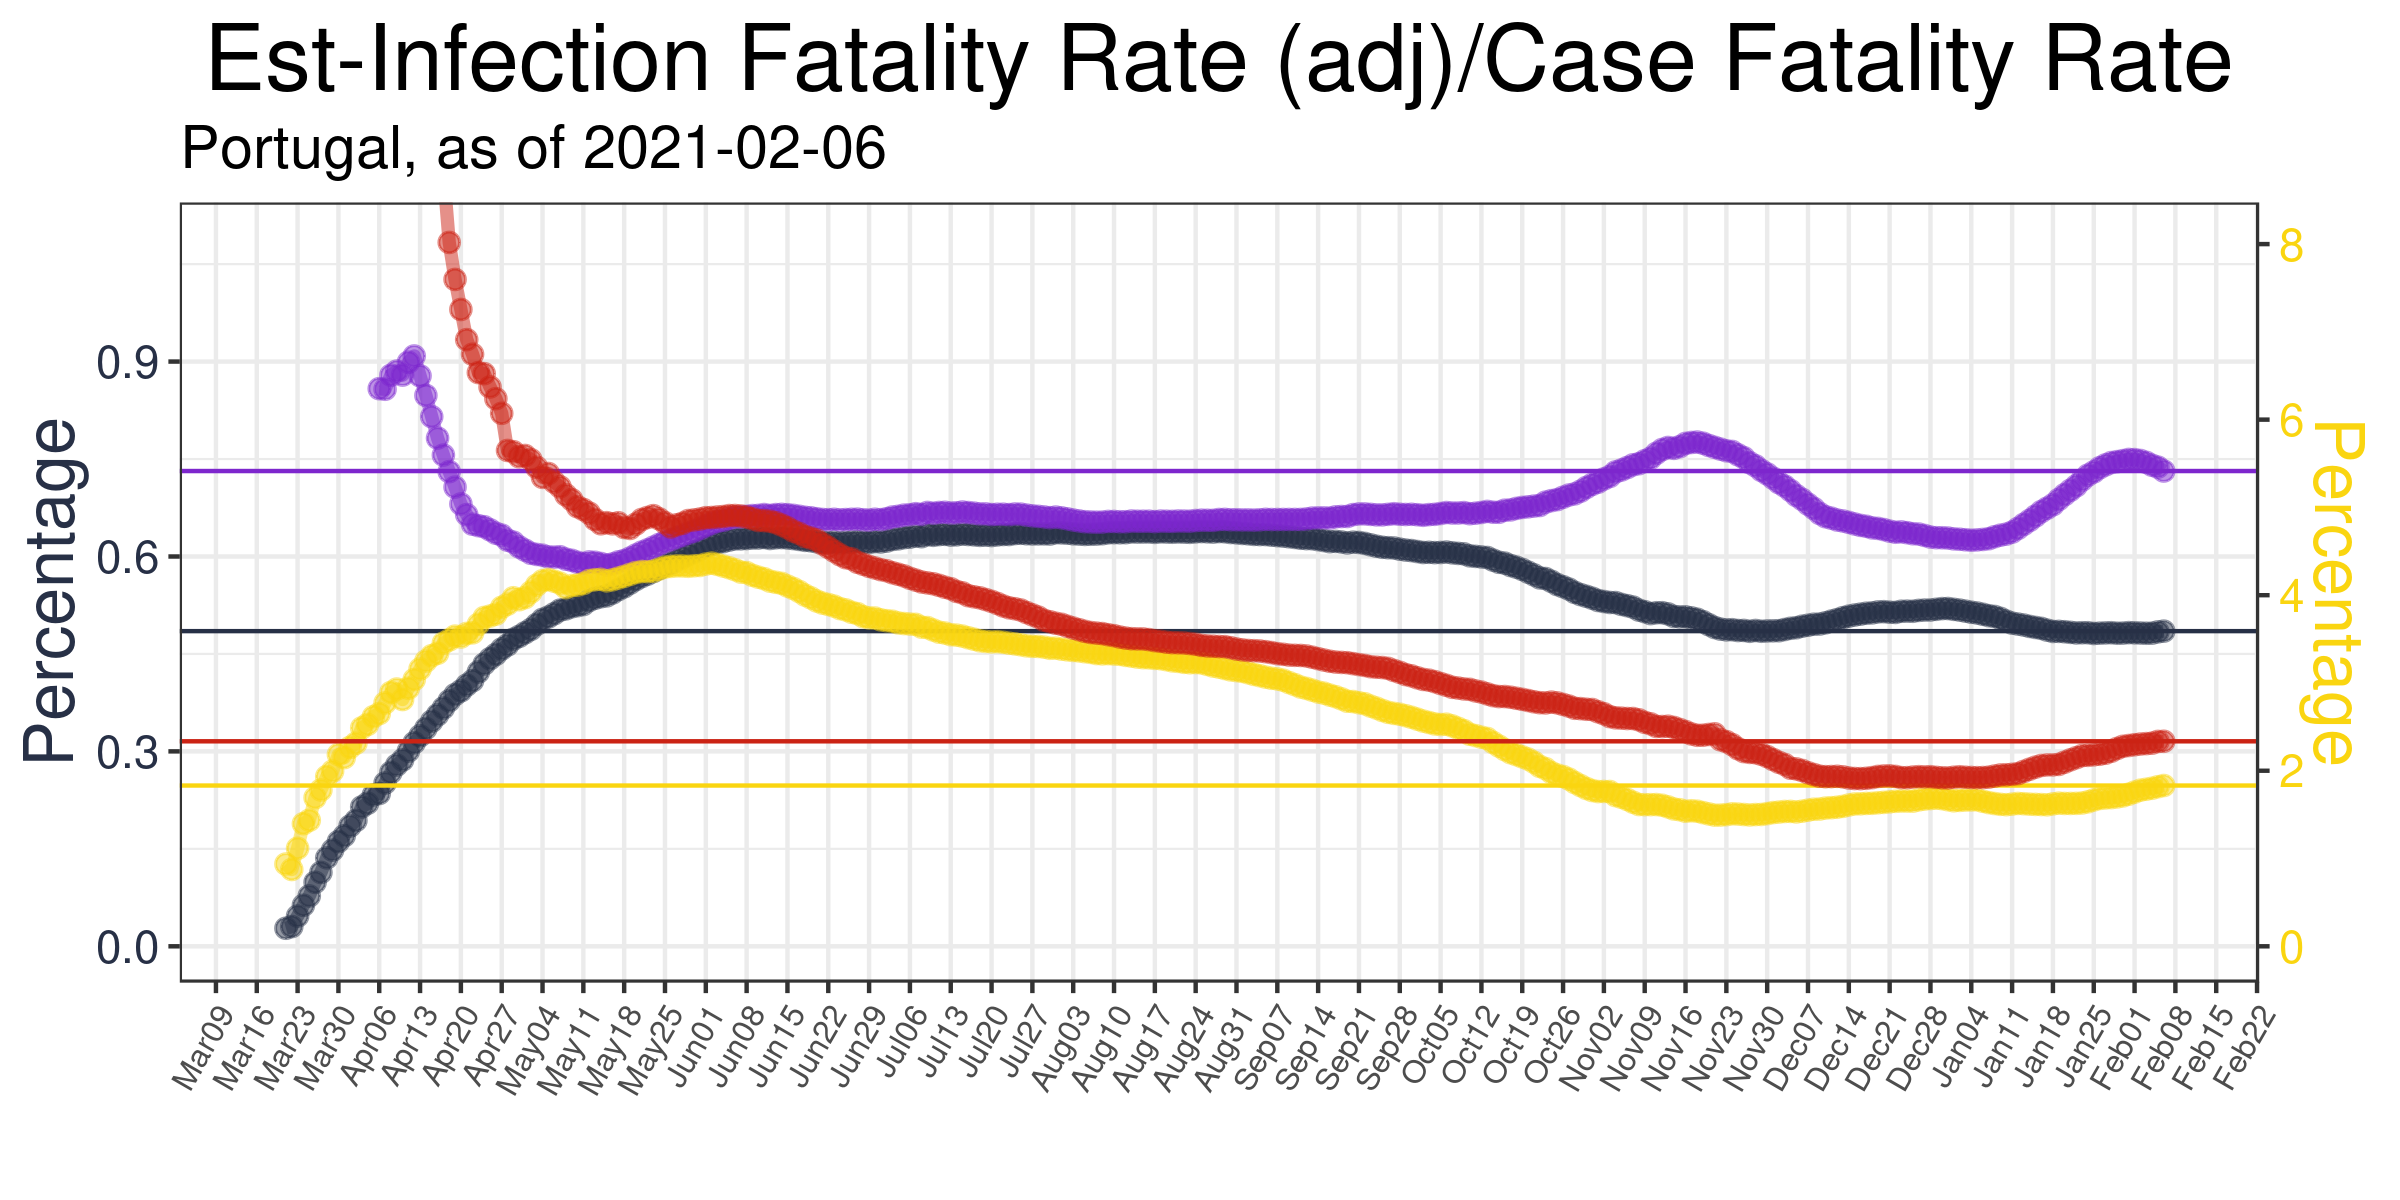 Est-Infection Fatality Rate (adj)/Case Fatality Rate
Portugal, as of 2021-02-06
Percentage
0.9
0.6
0.3
0.0
8
6
4
2
0
Percentage
Mar09
Mar16
Mar23
Mar30
Apr06
Apr13
Apr20
Apr27
May04
May11
May18
May25
Jun01
Jun08
Jun15
Jun22
Jun29
Jul06
Jul13
Jul20
Jul27
Aug03
Aug10
Aug17
Aug24
Aug31
Sep07
Sep14
Sep21
Sep28
Oct05
Oct12
Oct19
Oct26
Nov02
Nov09
Nov16
Nov23
Nov30
Dec07
Dec14
Dec21
Dec28
Jan04
Jan11
Jan18
Jan25
Feb01
Feb08
Feb15
Feb22